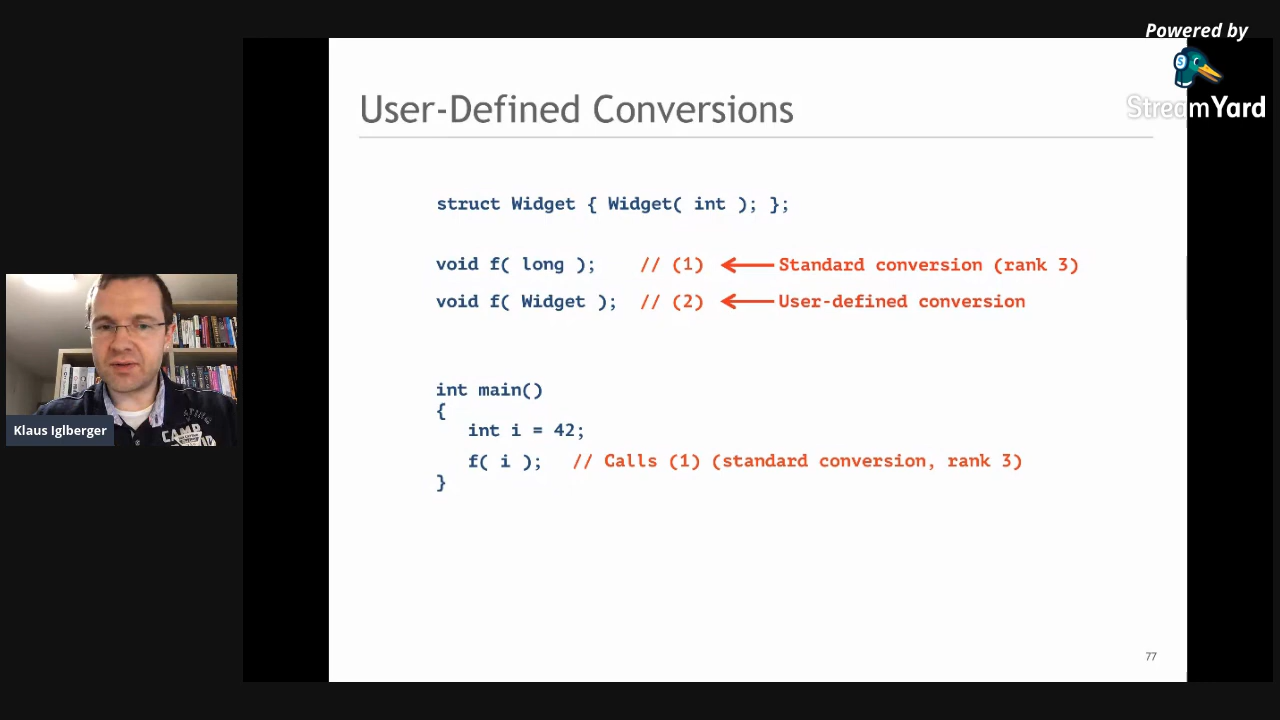 Powered by
StreamYard
User-Defined Conversions
struct Widget { Widget( int ); };
void f( long ); // (1) Standard conversion (rank 3)
void f( Widget ); // (2) User-defined conversion
int main()
{
int i = 42;
f( i ); // Calls (1) (standard conversion, rank 3)
}
Klaus Iglberger
CAMP
77